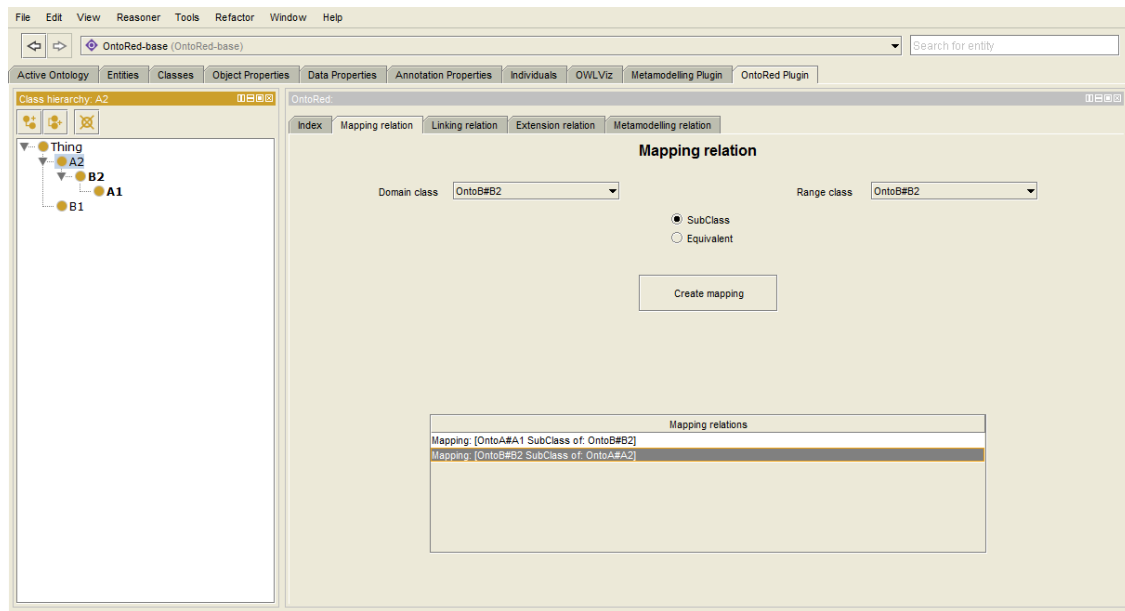 File Edit View Reasoner Tools Refactor Window Help
OntoRed-base (OntoRed-base)
Search for entity
Active Ontology Entities Classes Object Properties Data Properties Annotation Properties Individuals OWLViz Metamodelling Plugin OntoRed Plugin
Class hierarchy: A2
OntoRed:
Index Mapping relation Linking relation Extension relation Metamodelling relation
Thing
A2
B2
A1
B1
Mapping relation
Domain class OntoB#B2 Range class OntoB#B2
SubClass
Equivalent
Create mapping
Mapping relations
Mapping: [OntoA#A1 SubClass of: OntoB#B2]
Mapping: [OntoB#B2 SubClass of: OntoA#A2]